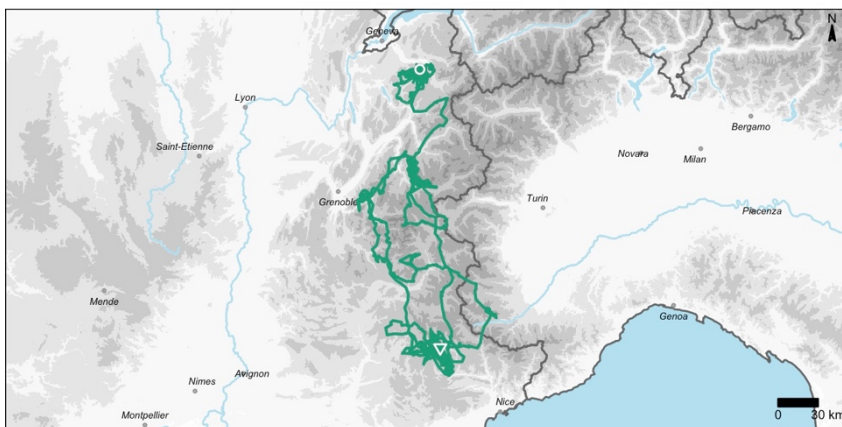 N
Geneva
Lyon
Bergamo
Saint-Etienne
Novara
Milan
Grenoble
Turin
Piacenza
Mende
Genoa
Avignon
Nimes
Nice
Montpellier
0 30 km